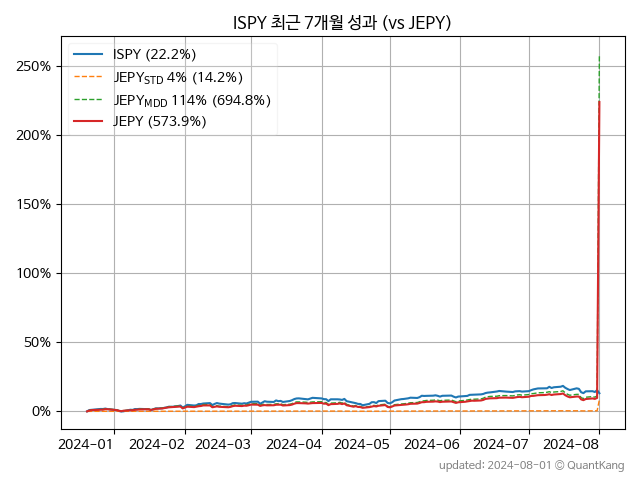 ISPY 최근 7개월 성과 (vs JEPY)
ISPY (22.2%)
JEPYSTD 4% (14.2%)
JEPYMDD 114% (694.8%)
JEPY (573.9%)
250%
200%
150%
100%
50%
0%
2024-01 2024-02 2024-03 2024-04 2024-05 2024-06 2024-07 2024-08
updated: 2024-08-01 © QuantKang